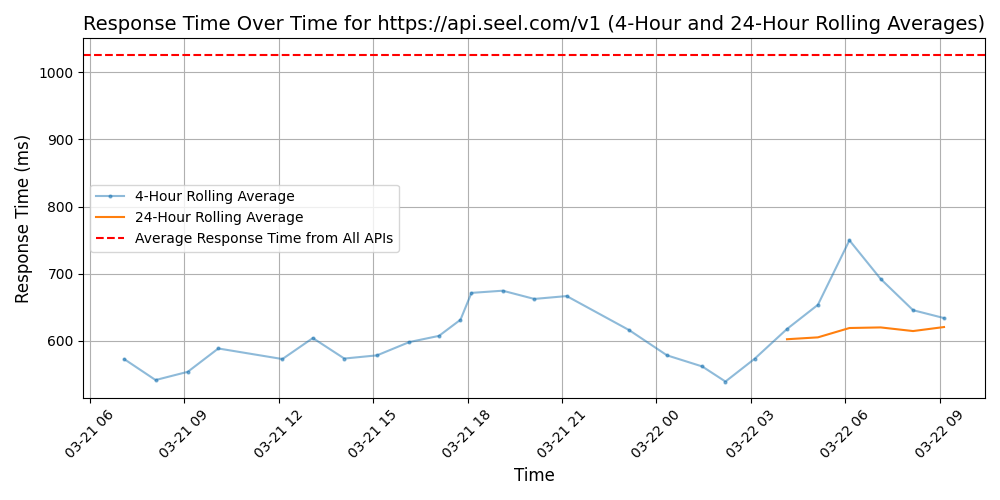 Response Time Over Time for https://api.seel.com/v1 (4-Hour and 24-Hour Rolling Averages)
Response Time (ms)
1000
900
800
700
600
4-Hour Rolling Average
24-Hour Rolling Average
Average Response Time from All APIs
03-21 06
03-21 09
03-21 12
03-21 15
03-21 18
03-21 21
03-22 00
03-22 03
03-22 06
03-22 09
Time